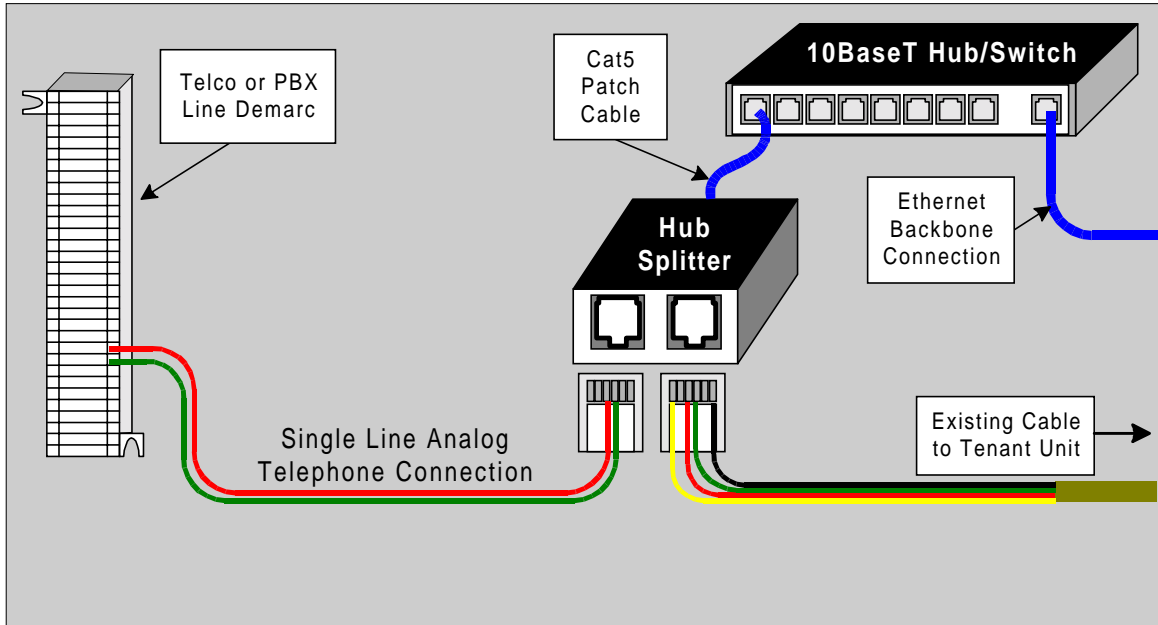 Telco or PBX
Line Demarc
Cat5
Patch
Cable
10BaseT Hub/Switch
Ethernet
Backbone
Connection
Hub
Splitter
Single Line Analog
Telephone Connection
Existing Cable
to Tenant Unit